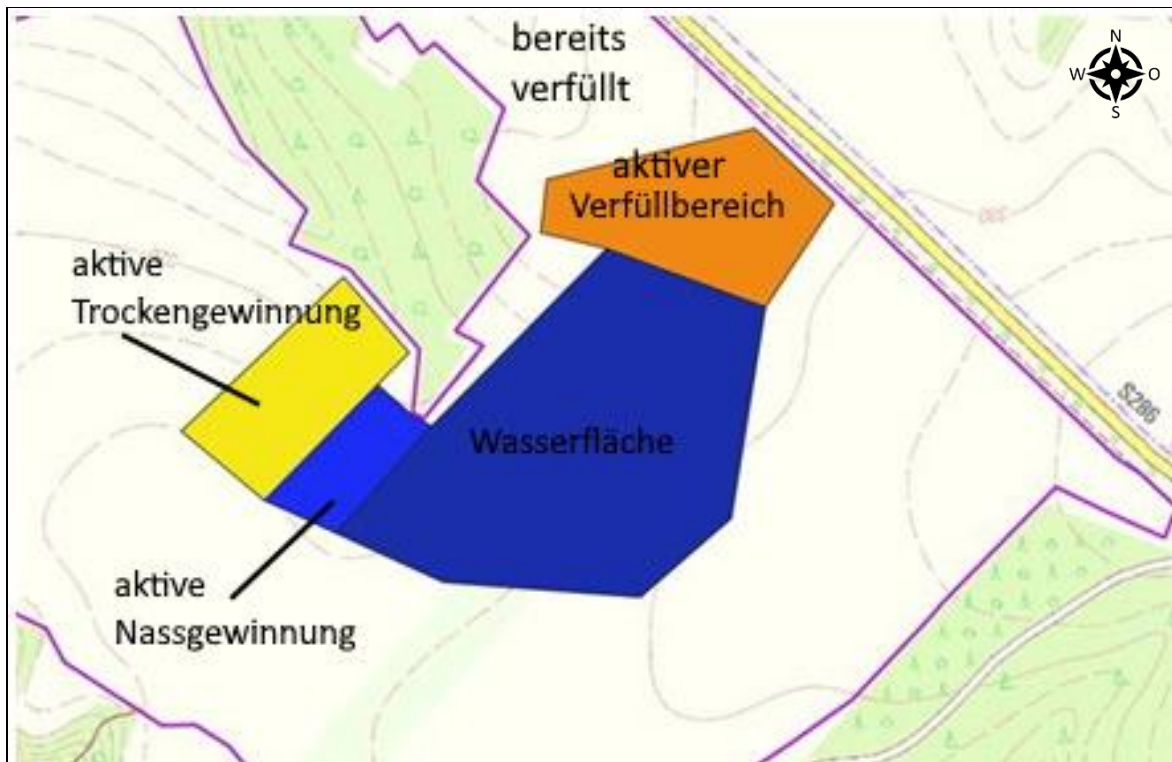 bereits
verfüllt
N
W
O
S
aktiver
Verfüllbereich
aktive
Trockengewinnung
S286
Wasserfläche
aktive
Nassgewinnung